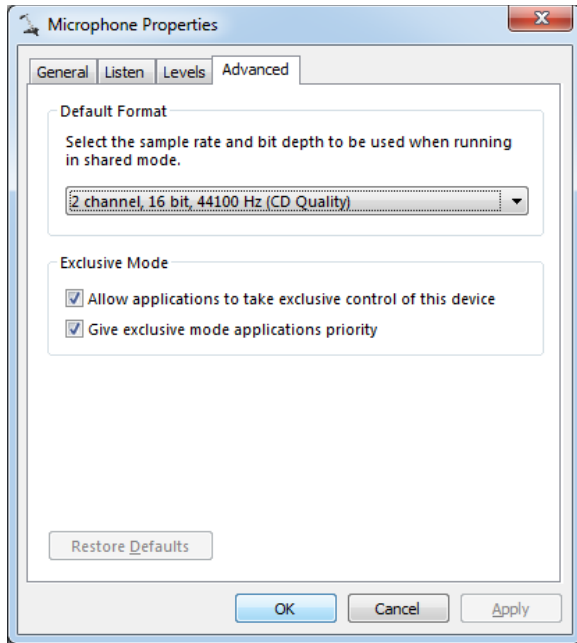 Microphone Properties
General
Listen
Levels
Advanced
Default Format
Select the sample rate and bit depth to be used when running
in shared mode.
2 channel, 16 bit, 44100 Hz (CD Quality)
Exclusive Mode
Allow applications to take exclusive control of this device
Give exclusive mode applications priority
Restore Defaults
OK
Cancel
Apply